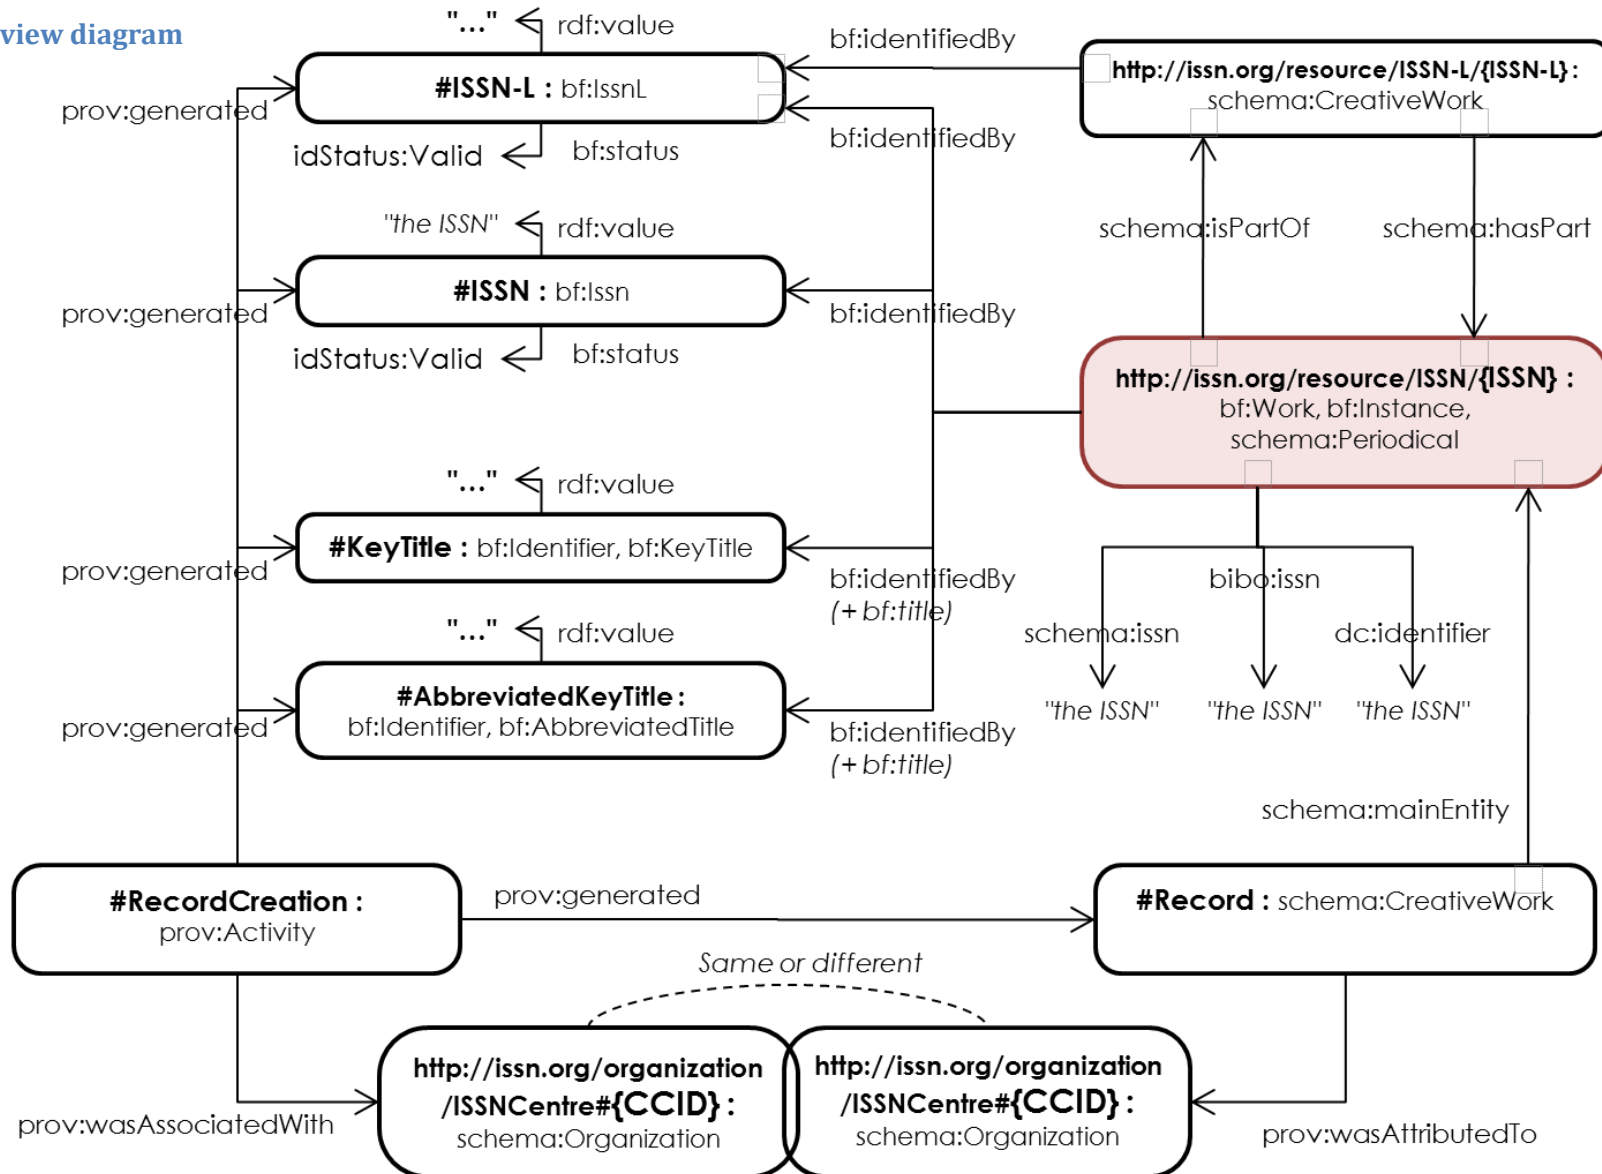 view diagram
"..."
rdf:value
bf:identifiedBy
#ISSN-L : bf:IssnL
http://issn.org/resource/ISSN-L/{ISSN-L} :
schema:CreativeWork
prov:generated
bf:identifiedBy
idStatus:Valid
bf:status
"the ISSN"
rdf:value
schema:isPartOf
schema:hasPart
#ISSN : bf:Issn
prov:generated
bf:identifiedBy
idStatus:Valid
bf:status
http://issn.org/resource/ISSN/{ISSN} :
bf:Work, bf:Instance,
schema:Periodical
"..."
rdf:value
#KeyTitle : bf:Identifier, bf:KeyTitle
prov:generated
bf:identifiedBy
(+ bf:title)
bibo:issn
schema:issn
dc:identifier
"..."
rdf:value
#AbbreviatedKeyTitle :
bf:Identifier, bf:AbbreviatedTitle
"the ISSN"
"the ISSN"
"the ISSN"
prov:generated
bf:identifiedBy
(+ bf:title)
schema:mainEntity
#RecordCreation :
prov:Activity
prov:generated
#Record : schema:CreativeWork
Same or different
http://issn.org/organization
/ISSNCentre#{CCID} :
schema:Organization
http://issn.org/organization
/ISSNCentre#{CCID} :
schema:Organization
prov:wasAssociatedWith
prov:wasAttributedTo